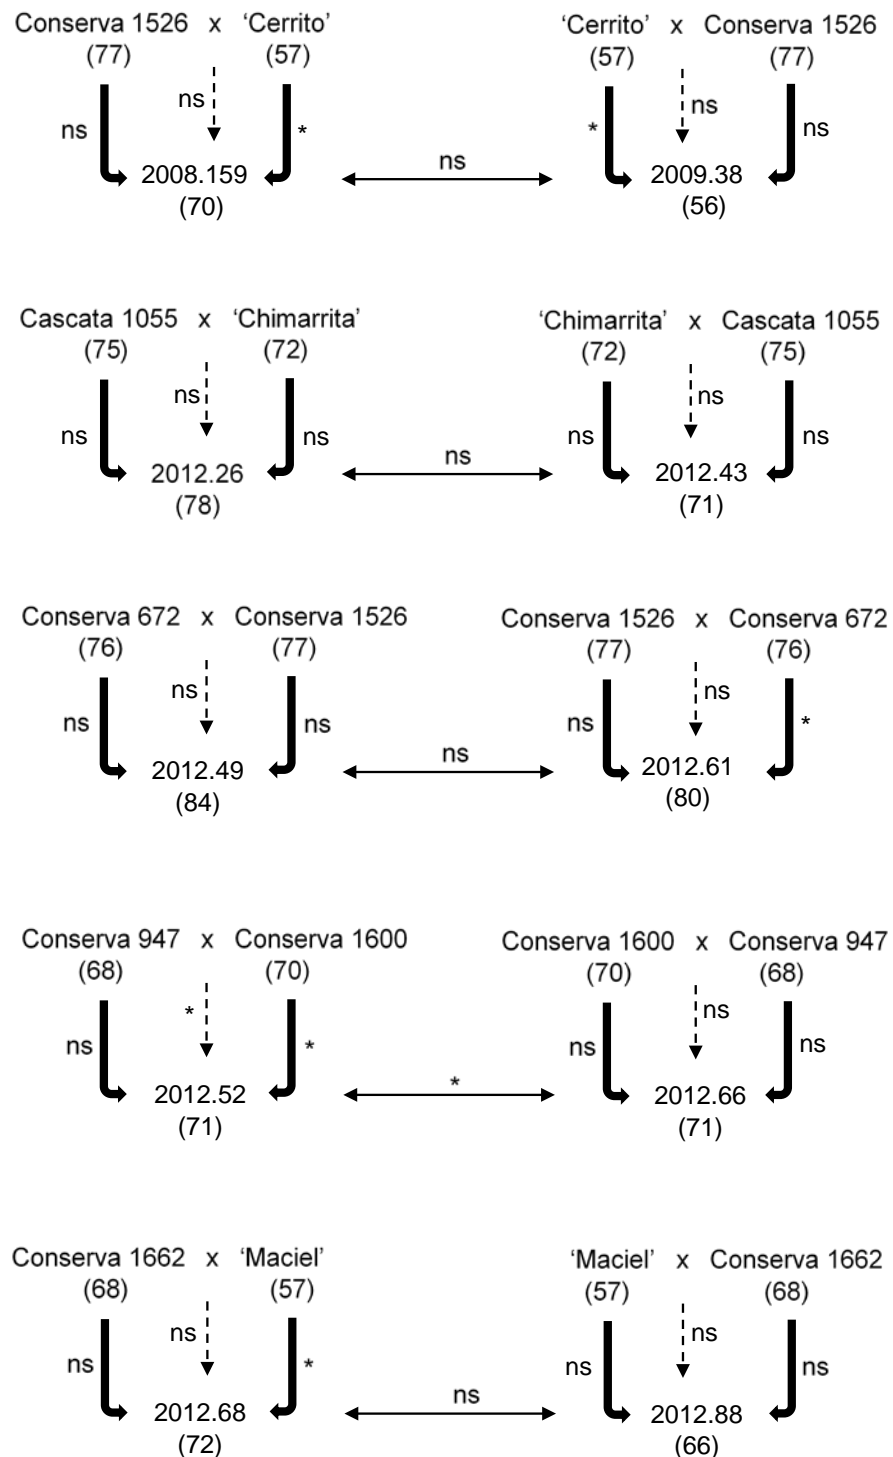 Conserva 1526 x ‘Cerrito’ ‘Cerrito’ x Conserva 1526
(77) (57) (57) (77)
ns ns * * ns ns
2008.159 ns 2009.38
(70) (56)
Cascata 1055 x ‘Chimarrita’ ‘Chimarrita’ x Cascata 1055
(75) (72) (72) (75)
ns ns ns ns ns ns
2012.26 ns 2012.43
(78) (71)
Conserva 672 x Conserva 1526 Conserva 1526 x Conserva 672
(76) (77) (77) (76)
ns ns ns ns ns *
2012.49 ns 2012.61
(84) (80)
Conserva 947 x Conserva 1600 Conserva 1600 x Conserva 947
(68) (70) (70) (68)
ns * * ns ns ns
2012.52 * 2012.66
(71) (71)
Conserva 1662 x ‘Maciel’ ‘Maciel’ x Conserva 1662
(68) (57) (57) (68)
ns ns * ns ns ns
2012.68 ns 2012.88
(72) (66)